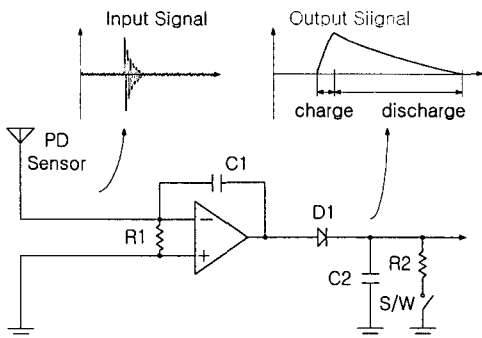 Input Signal
Output Siignal
charge
discharge
PD
Sensor
C1
R1
−
+
D1
C2
R2
S/W